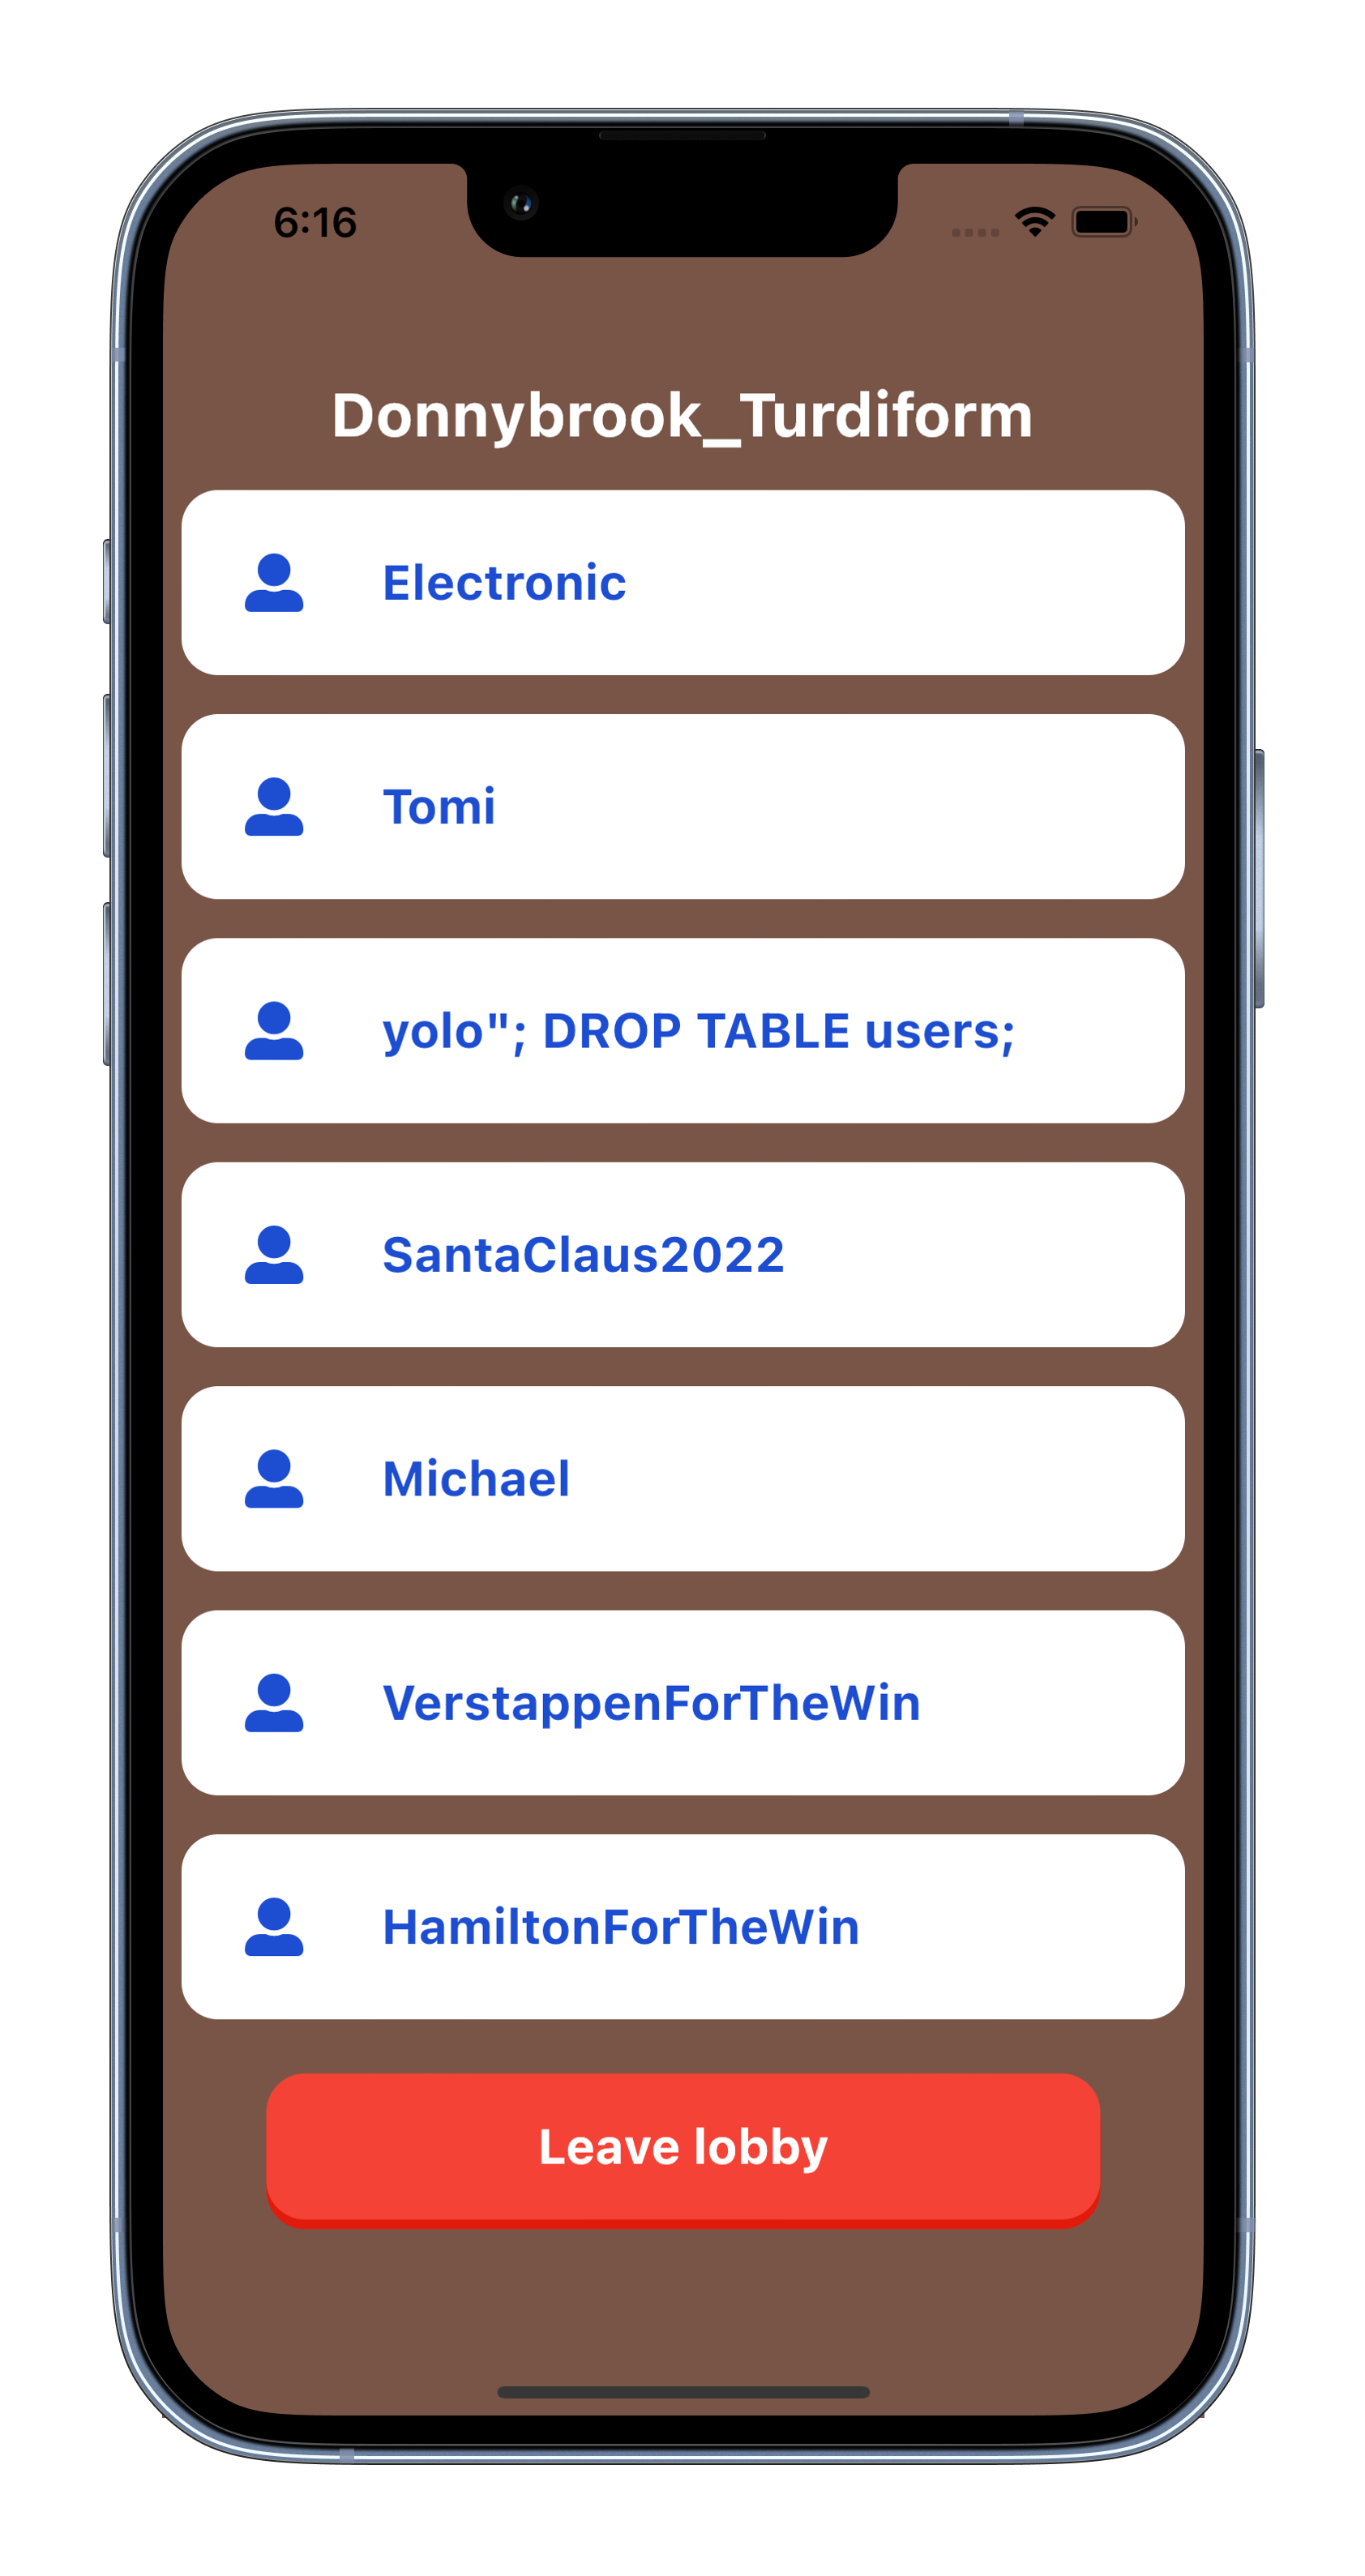 6:16
Donnybrook_Turdiform
Electronic
Tomi
yolo"; DROP TABLE users;
SantaClaus2022
Michael
VerstappenForTheWin
HamiltonForTheWin
Leave lobby